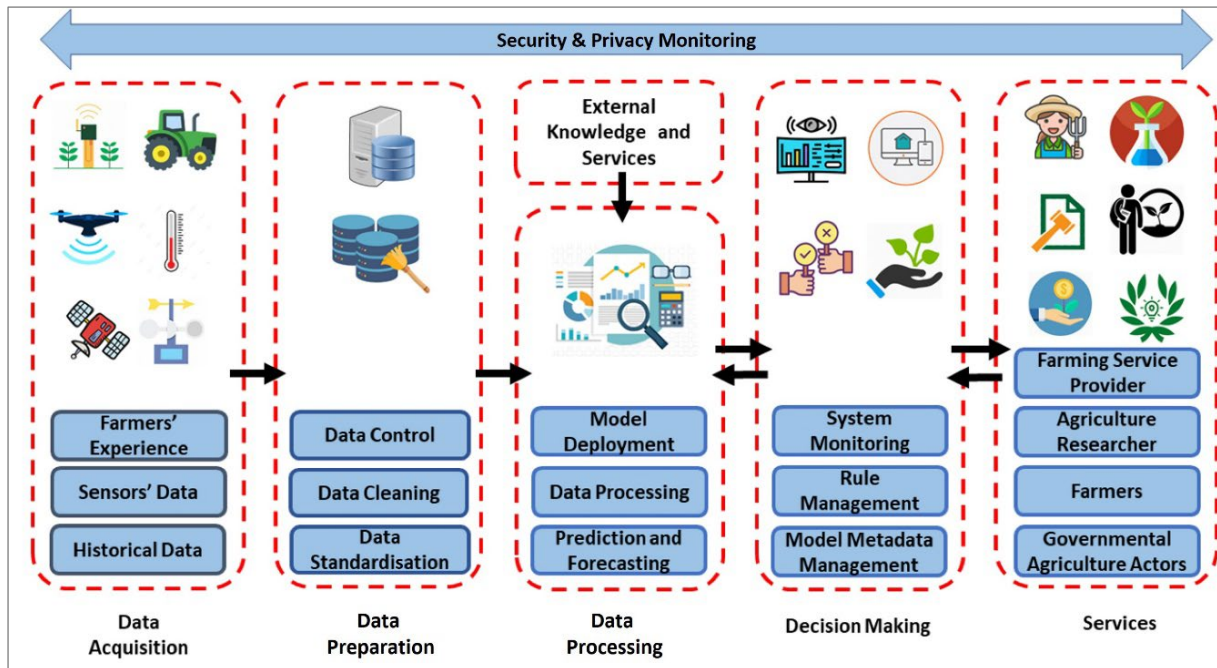 Security & Privacy Monitoring
External
Knowledge and
Services
Farmers'
Experience
Sensors' Data
Historical Data
Data Control
Data Cleaning
Data
Standardisation
Model
Deployment
Data Processing
Prediction and
Forecasting
System
Monitoring
Rule
Management
Model Metadata
Management
Farming Service
Provider
Agriculture
Researcher
Farmers
Governmental
Agriculture Actors
Data
Acquisition
Data
Preparation
Data
Processing
Decision Making
Services